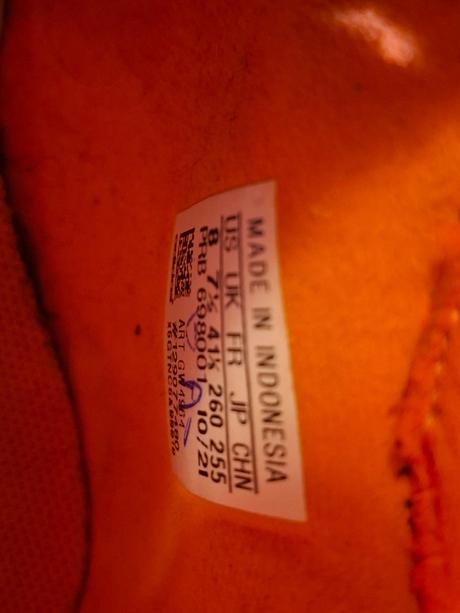 MADE IN INDONESIA
US UK FR JP CHN
8 7½ 41⅓ 260 255
PRB 698001 10/21
ART